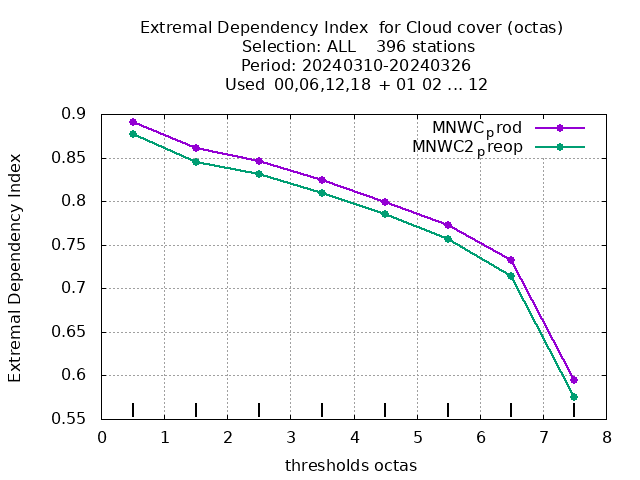 Extremal Dependency Index  for Cloud cover (octas)
Selection: ALL    396 stations
Period: 20240310-20240326
Used  00,06,12,18  + 01 02 ... 12
MNWC_prod
MNWC2_preop
Extremal Dependency Index
0.9
0.85
0.8
0.75
0.7
0.65
0.6
0.55
0 1 2 3 4 5 6 7 8
thresholds octas